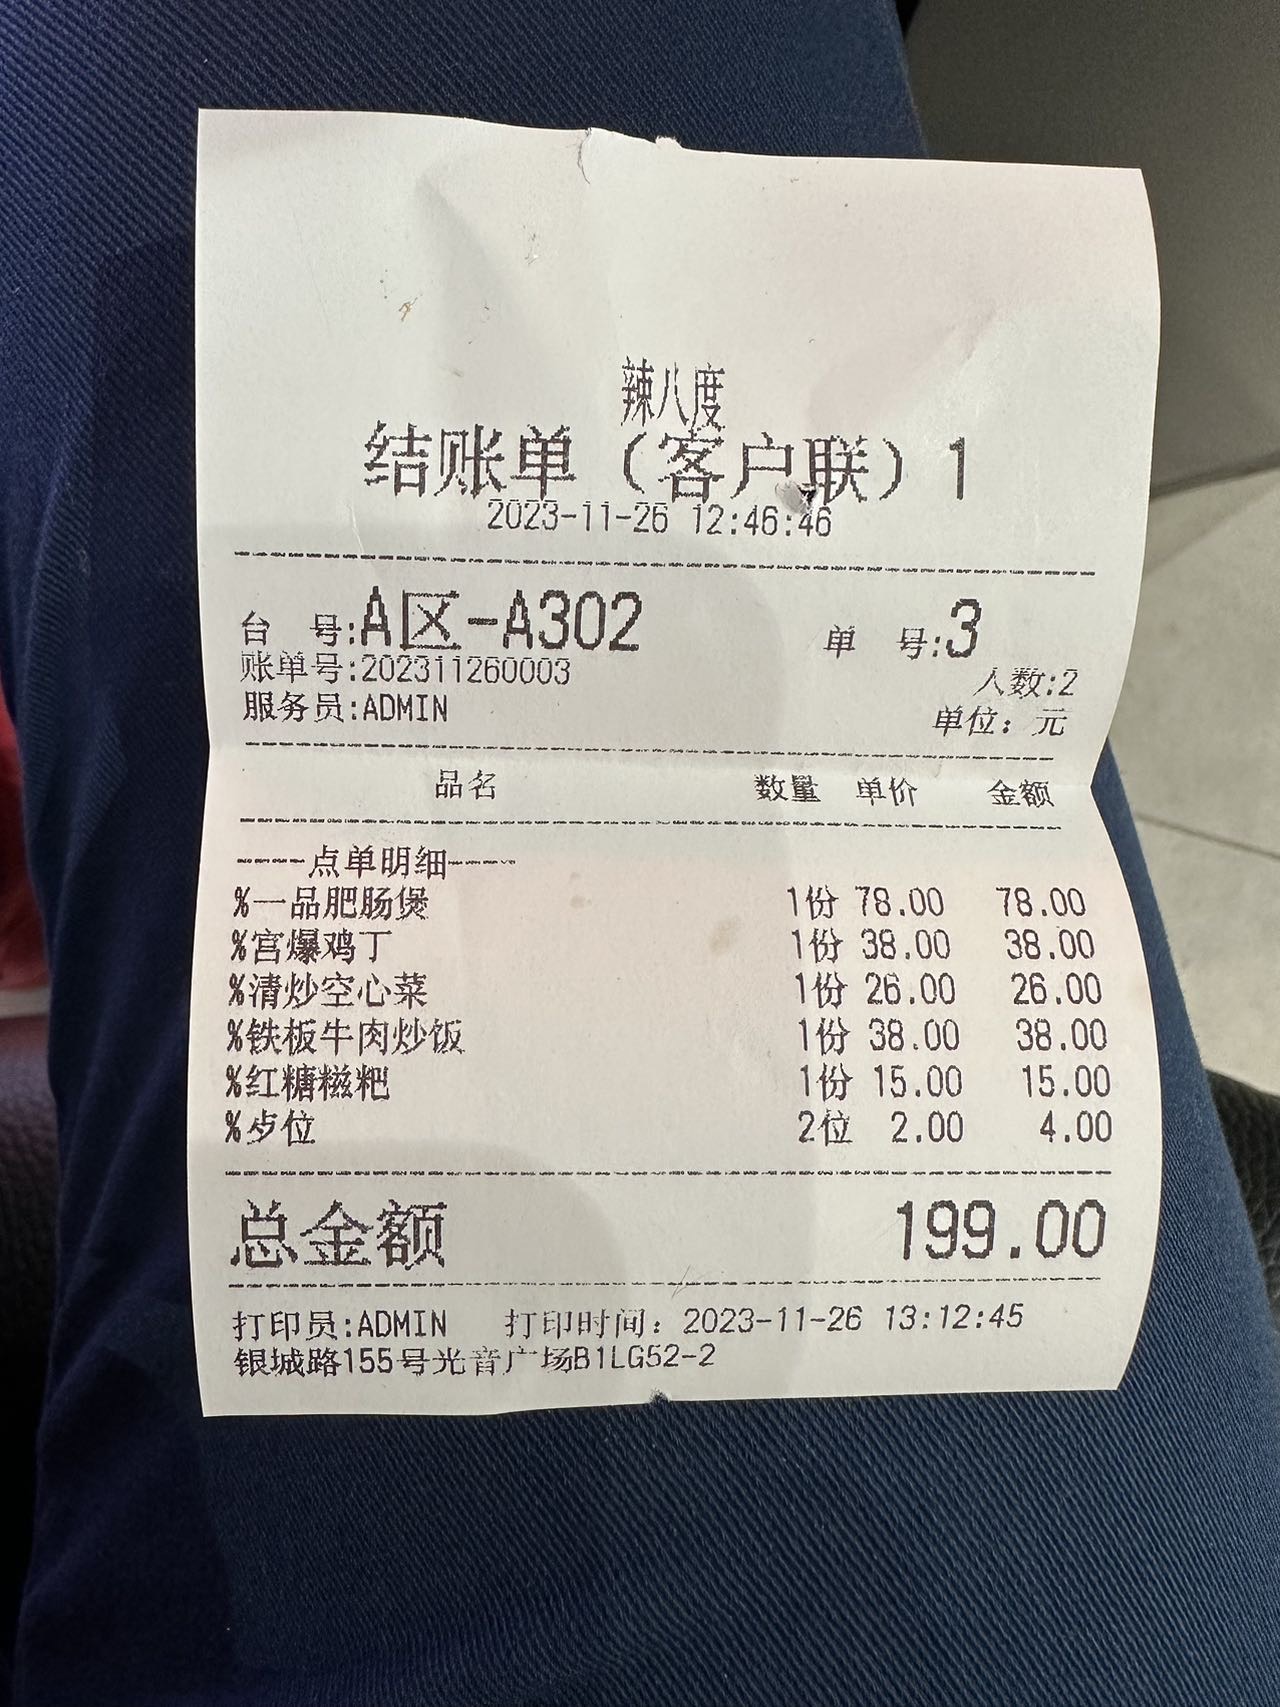 辣八度
结账单（客户联）1
2023-11-26 12:46:46
台 号:A区-A302 单 号:3
账单号:202311260003 人数:2
服务员:ADMIN 单位：元
品名 数量 单价 金额
----点单明细----
%一品肥肠煲 1份 78.00 78.00
%宫爆鸡丁 1份 38.00 38.00
%清炒空心菜 1份 26.00 26.00
%铁板牛肉炒饭 1份 38.00 38.00
%红糖糍粑 1份 15.00 15.00
%歺位 2位 2.00 4.00
总金额 199.00
打印员:ADMIN 打印时间：2023-11-26 13:12:45
银城路155号光音广场B1LG52-2